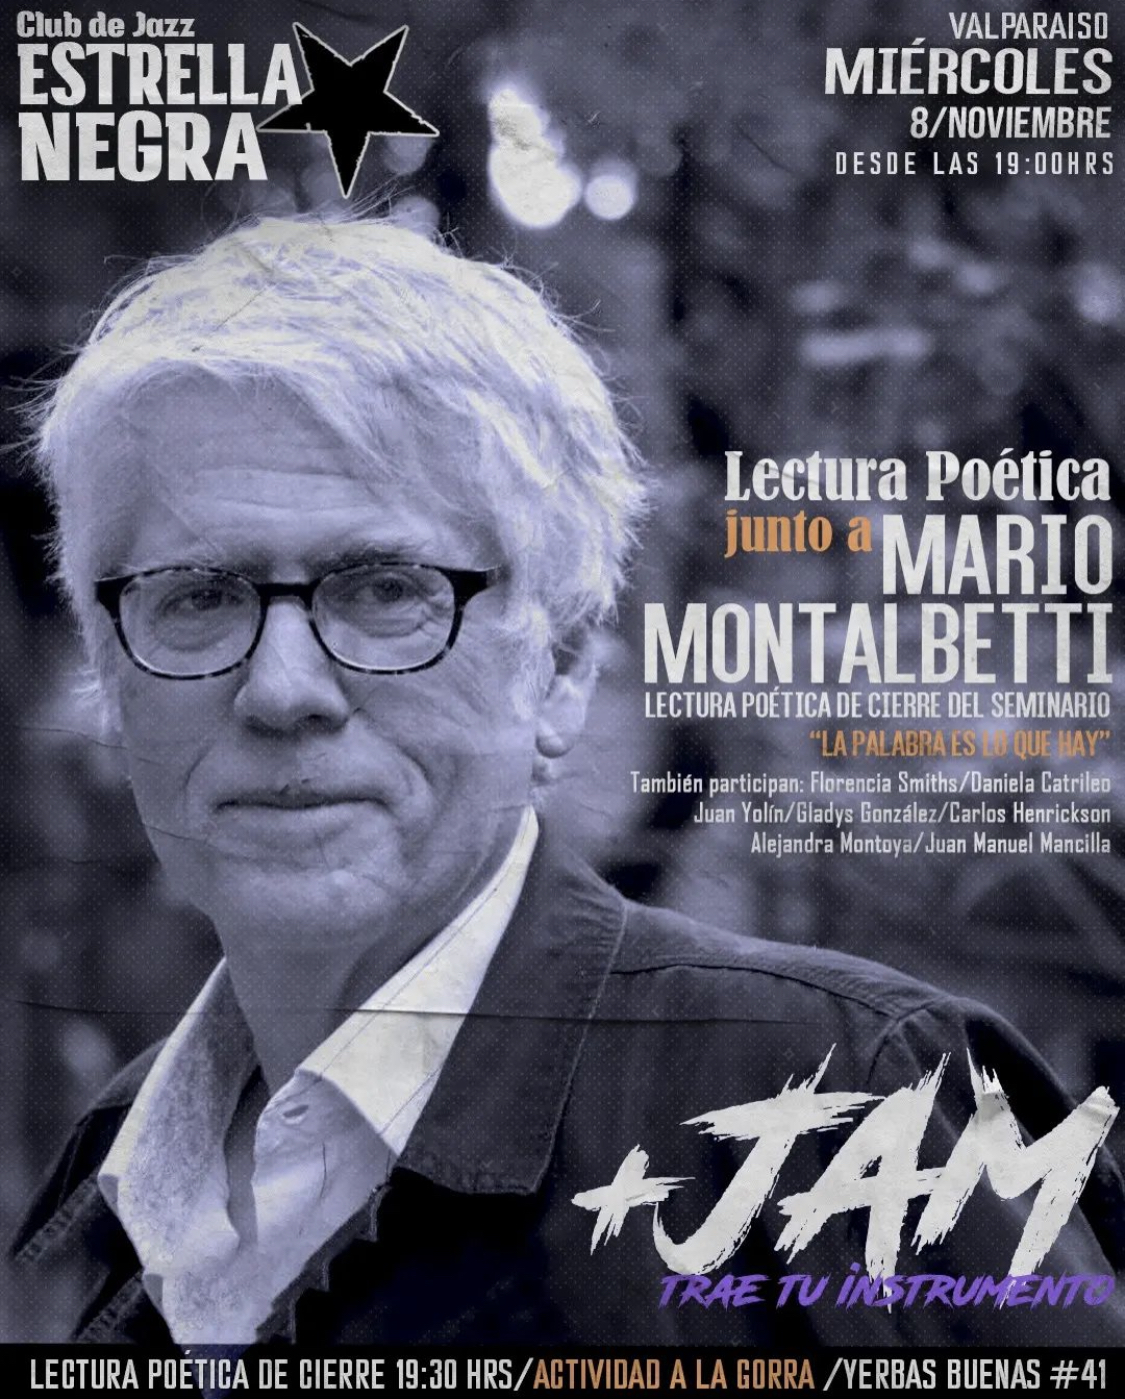 Club de Jazz
ESTRELLA
NEGRA
VALPARAISO
MIÉRCOLES
8/NOVIEMBRE
DESDE LAS 19:00HRS
Lectura Poética
junto a MARIO
MONTALBETTI
LECTURA POÉTICA DE CIERRE DEL SEMINARIO
“LA PALABRA ES LO QUE HAY”
También participan: Florencia Smiths/Daniela Catrileo
Juan Yolín/Gladys González/Carlos Henrickson
Alejandra Montoya/Juan Manuel Mancilla
+JAM
TRAE TU INSTRUMENTO
LECTURA POÉTICA DE CIERRE 19:30 HRS/ACTIVIDAD A LA GORRA /YERBAS BUENAS #41